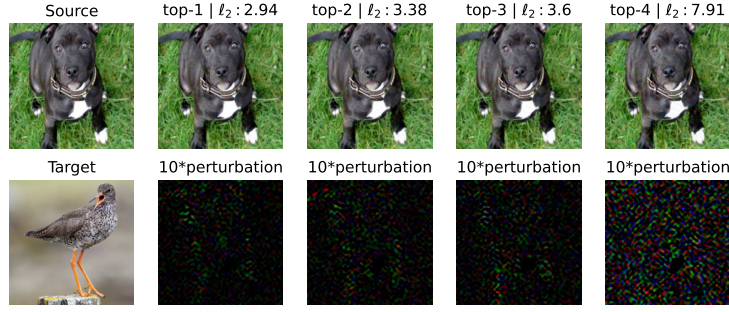 Source
top-1 | ℓ₂ : 2.94
top-2 | ℓ₂ : 3.38
top-3 | ℓ₂ : 3.6
top-4 | ℓ₂ : 7.91
Target
10*perturbation
10*perturbation
10*perturbation
10*perturbation